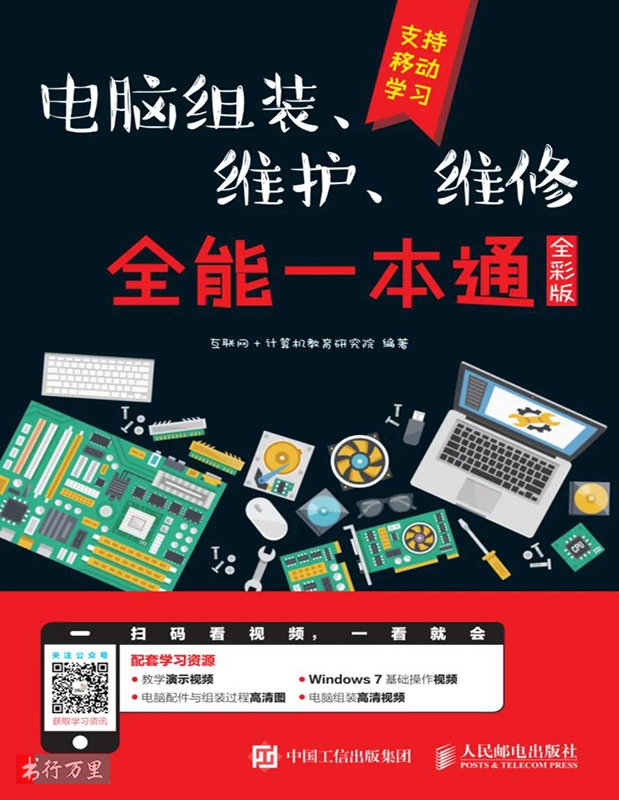 支持
移动
学习
电脑组装、
维护、维修
全能一本通
全彩版
互联网+计算机教育研究院 编著
CPU
扫码看视频，一看就会
关注公众号
获取学习资讯
配套学习资源
• 教学演示视频
• Windows 7 基础操作视频
• 电脑配件与组装过程高清图
• 电脑组装高清视频
书行万里
中国工信出版集团
人民邮电出版社
POSTS & TELECOM PRESS